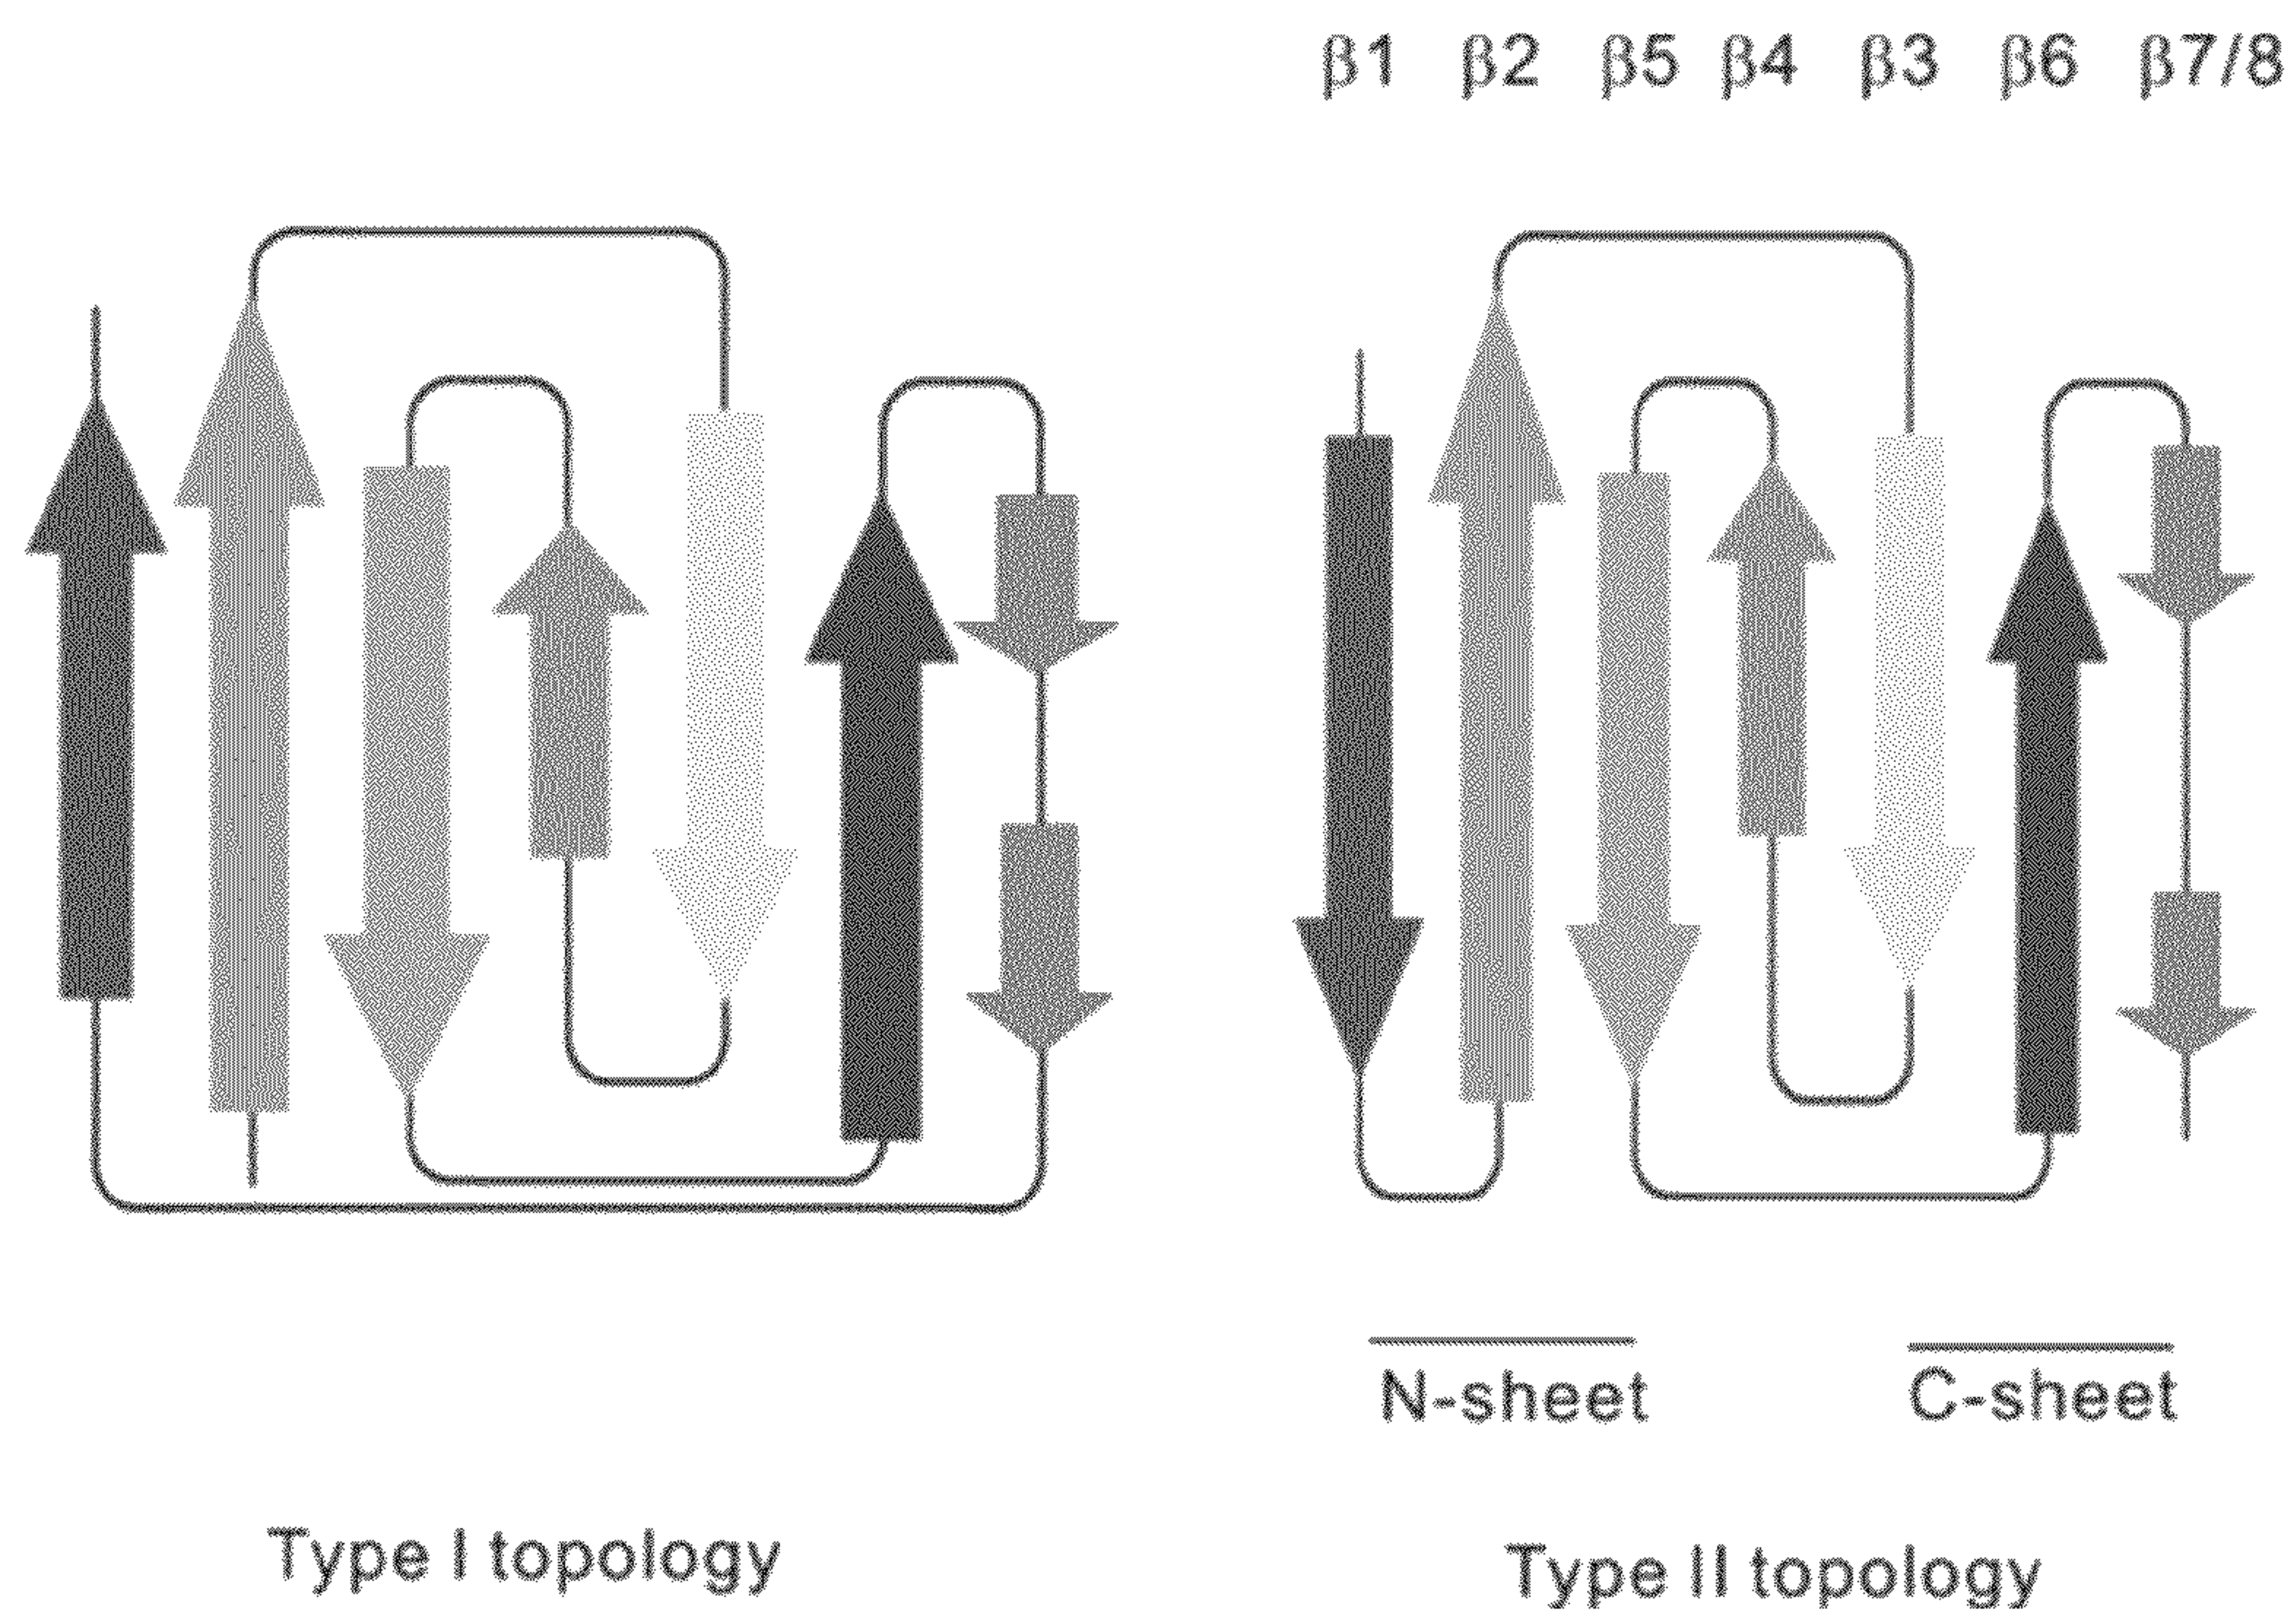 β1 β2 β5 β4 β3 β6 β7/8
N-sheet C-sheet
Type I topology
Type II topology